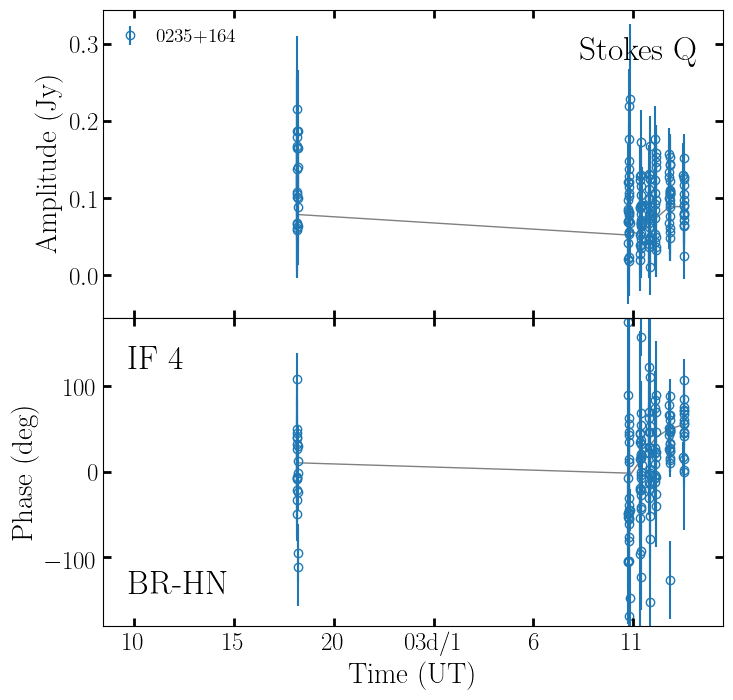 0235+164
Stokes Q
0.3
0.2
0.1
0.0
Amplitude (Jy)
IF 4
100
0
−100
Phase (deg)
BR-HN
10 15 20 03d/1 6 11
Time (UT)